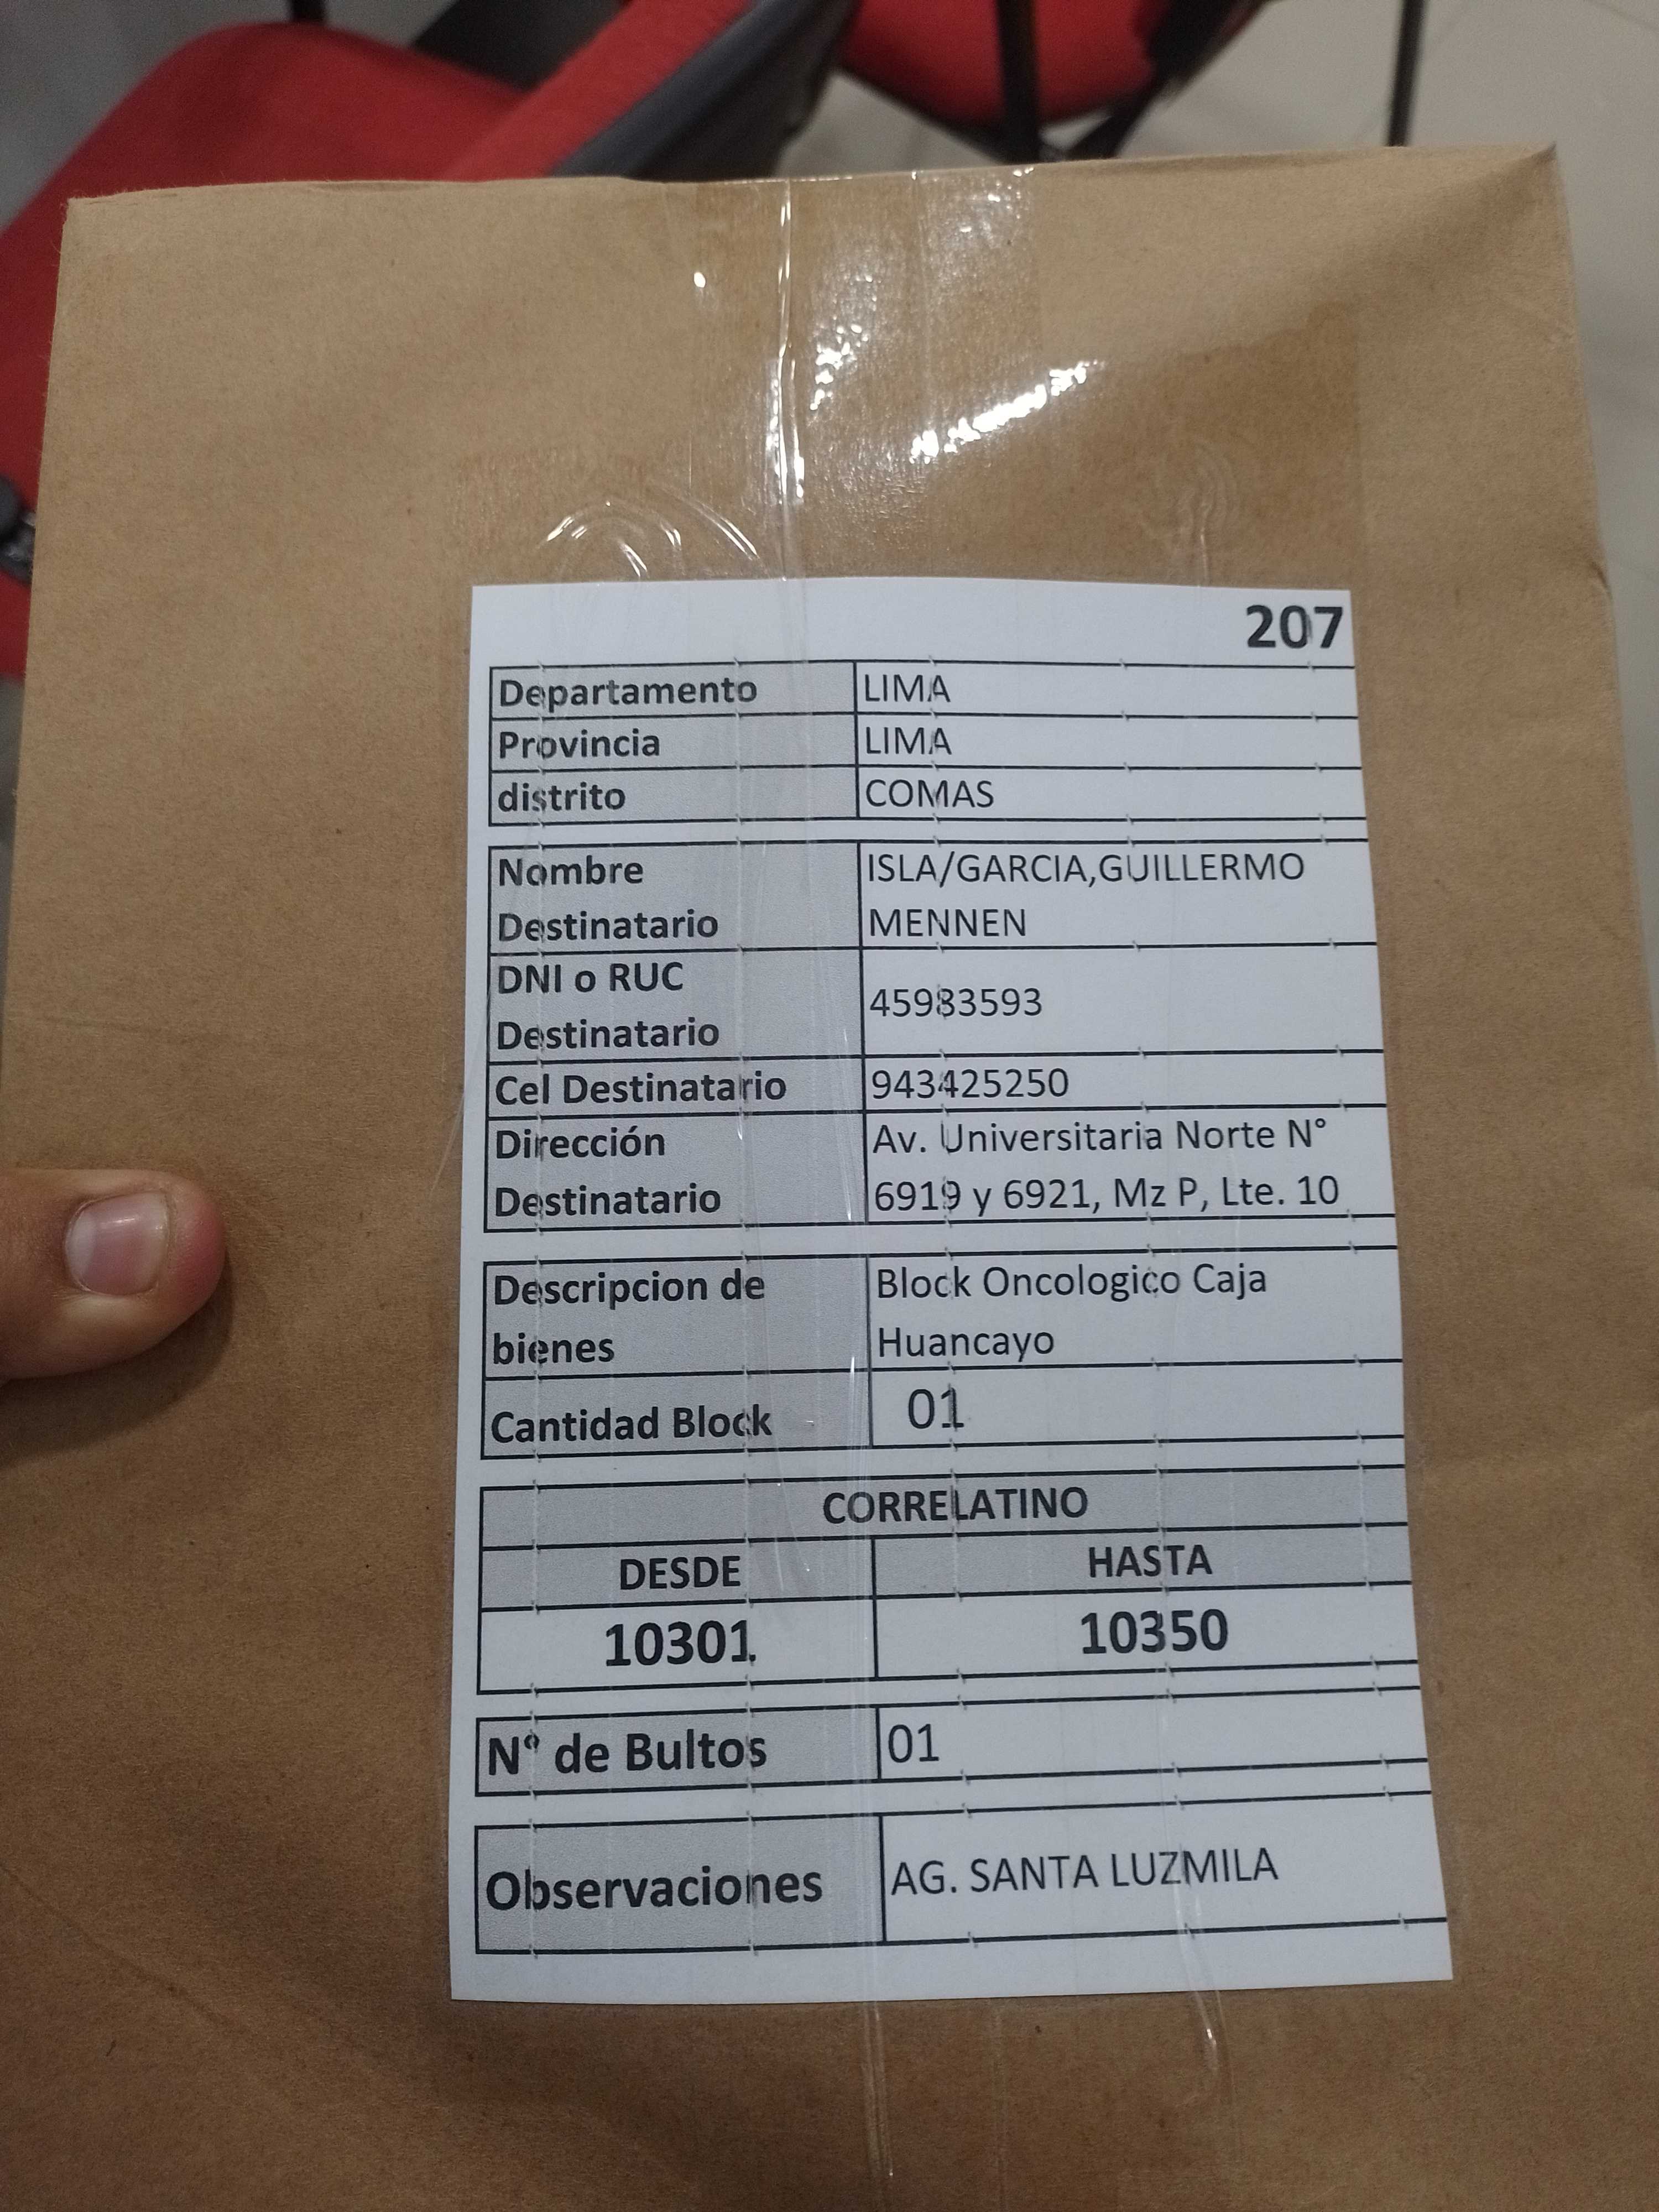 207
Departamento LIMA
Provincia LIMA
distrito COMAS
Nombre Destinatario ISLA/GARCIA,GUILLERMO
MENNEN
DNI o RUC
Destinatario 45983593
Cel Destinatario 943425250
Dirección Av. Universitaria Norte N°
Destinatario 6919 y 6921, Mz P, Lte. 10
Descripcion de Block Oncologico Caja
bienes Huancayo
Cantidad Block 01
CORRELATINO
DESDE HASTA
10301 10350
N° de Bultos 01
Observaciones AG. SANTA LUZMILA